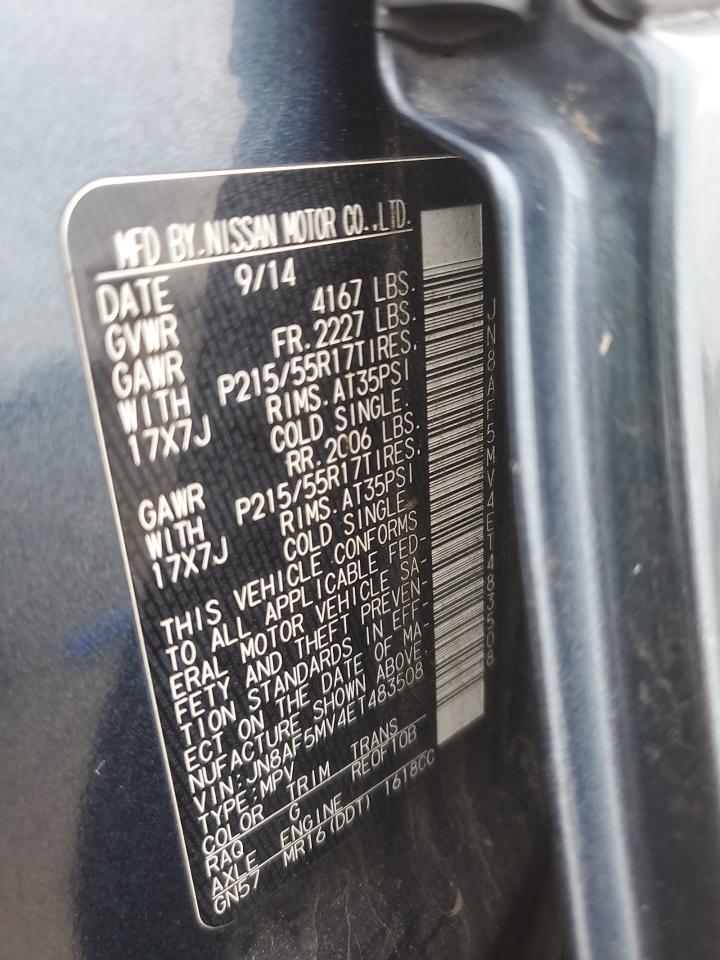 MFD BY.NISSAN MOTOR CO.,LTD.
DATE 9/14
GVWR 4167 LBS.
GAWR FR.2227 LBS.
WITH P215/55R17TIRES,
17X7J RIMS.AT35PSI
COLD SINGLE.
GAWR RR.2006 LBS.
WITH P215/55R17TIRES,
17X7J RIMS.AT35PSI
COLD SINGLE.
THIS VEHICLE CONFORMS
TO ALL APPLICABLE FED-
ERAL MOTOR VEHICLE SA-
FETY AND THEFT PREVEN-
TION STANDARDS IN EFF-
ECT ON THE DATE OF MA-
NUFACTURE SHOWN ABOVE.
VIN:JN8AF5MV4ET483508
TYPE:MPV
COLOR TRIM TRANS
RAQ G RE0F10B
AXLE ENGINE
GN57 MR16(DDT) 1618CC
JN8AF5MV4ET483508